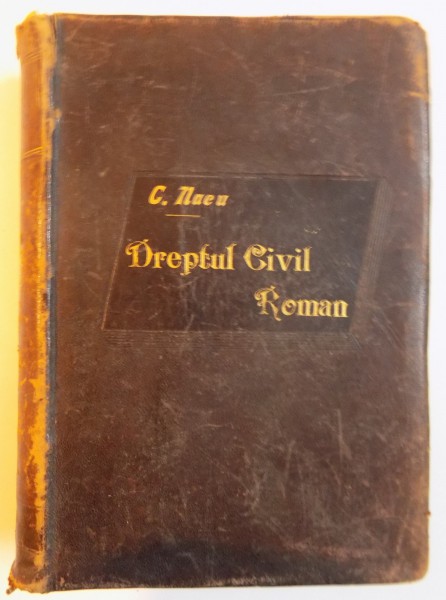 C. Nacu
Dreptul Civil
Roman